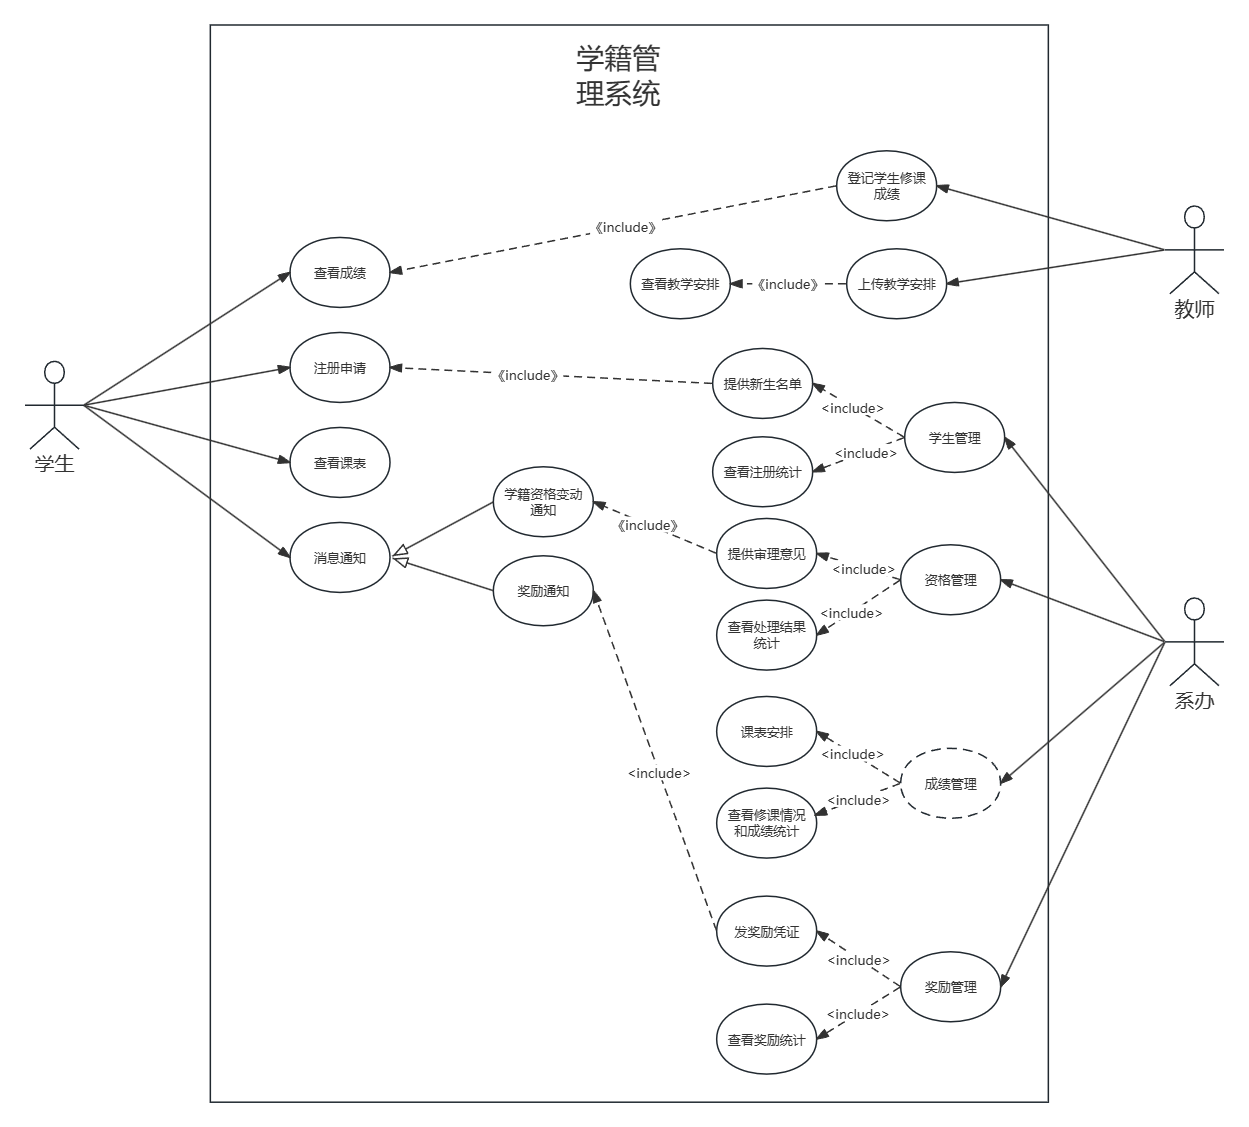 学籍管
理系统
登记学生修课
成绩
《include》
查看成绩
查看教学安排
《include》
上传教学安排
教师
注册申请
《include》
提供新生名单
<include>
学生管理
<include>
查看注册统计
学生
查看课表
学籍资格变动
通知
《include》
提供审理意见
<include>
资格管理
消息通知
奖励通知
<include>
查看处理结果
统计
系办
课表安排
<include>
成绩管理
<include>
<include>
查看修课情况
和成绩统计
发奖励凭证
<include>
奖励管理
<include>
查看奖励统计